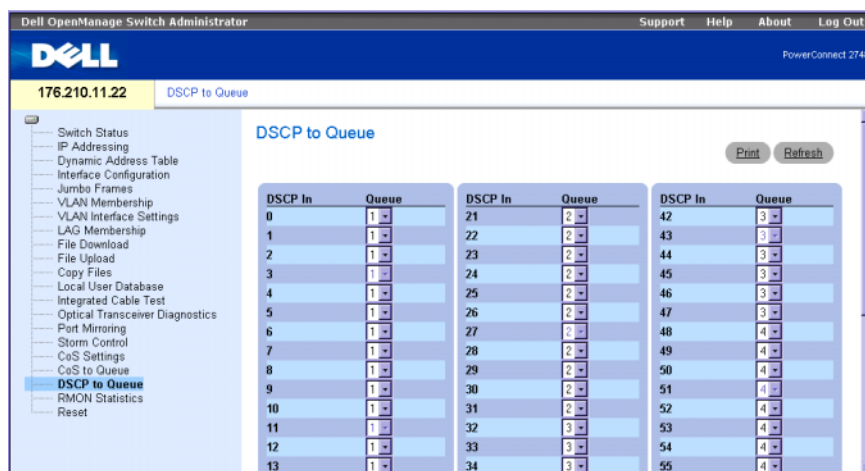 Dell OpenManage Switch Administrator Support Help About Log Out
DELL
PowerConnect 2748
176.210.11.22 DSCP to Queue
Switch Status
IP Addressing
Dynamic Address Table
Interface Configuration
Jumbo Frames
VLAN Membership
VLAN Interface Settings
LAG Membership
File Download
File Upload
Copy Files
Local User Database
Integrated Cable Test
Optical Transceiver Diagnostics
Port Mirroring
Storm Control
CoS Settings
CoS to Queue
DSCP to Queue
RMON Statistics
Reset
DSCP to Queue
Print Refresh
DSCP In Queue DSCP In Queue DSCP In Queue
0 1 21 2 42 3
1 1 22 2 43 3
2 1 23 2 44 3
3 1 24 2 45 3
4 1 25 2 46 3
5 1 26 2 47 3
6 1 27 2 48 4
7 1 28 2 49 4
8 1 29 2 50 4
9 1 30 2 51 4
10 1 31 2 52 4
11 1 32 3 53 4
12 1 33 3 54 4
13 1 34 3 55 4